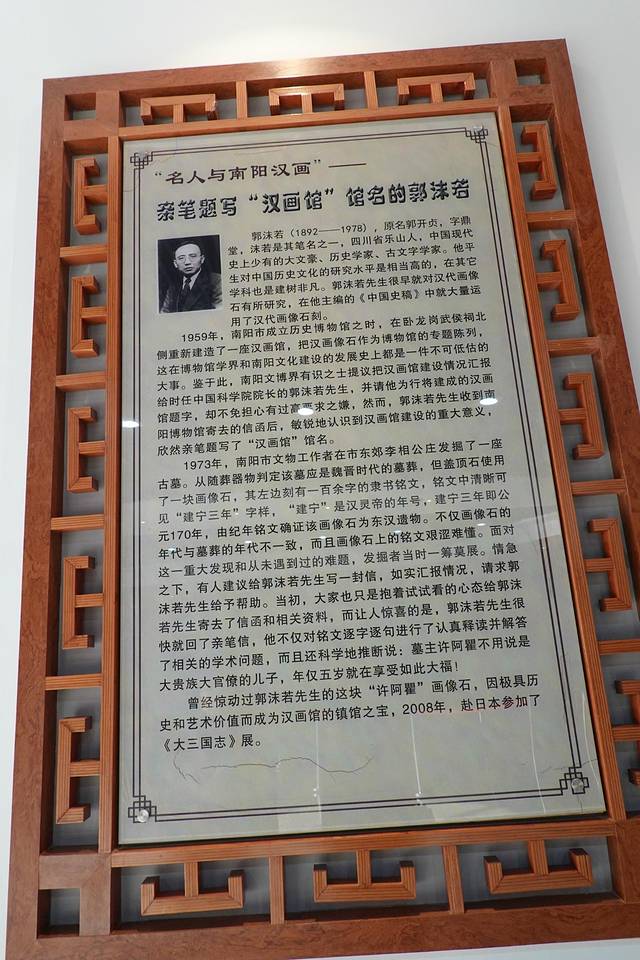 “名人与南阳汉画”——
亲笔题写“汉画馆”馆名的郭沫若
郭沫若（1892——1978），原名郭开贞，字鼎
堂，沫若是其笔名之一，四川省乐山人，中国现代
史上少有的大文豪、历史学家、古文字学家。他平
生对中国历史文化的研究水平是相当高的，在其它
学科也是建树非凡。郭沫若先生很早就对汉代画像
石有所研究，在他主编的《中国史稿》中就大量运
用了汉代画像石刻。
1959年，南阳市成立历史博物馆之时，在卧龙岗武侯祠北
侧重新建造了一座汉画馆，把汉画像石作为博物馆的专题陈列，
这在博物馆学界和南阳文化建设的发展史上都是一件不可低估的
大事。鉴于此，南阳文博界有识之士提议把汉画馆建设情况汇报
给时任中国科学院院长的郭沫若先生，并请他为行将建成的汉画
馆题字，却不免担心有过高要求之嫌，然而，郭沫若先生收到南
阳博物馆寄去的信函后，敏锐地认识到汉画馆建设的重大意义，
欣然亲笔题写了“汉画馆”馆名。
1973年，南阳市文物工作者在市东郊李相公庄发掘了一座
古墓。从随葬器物判定该墓应是魏晋时代的墓葬，但盖顶石使用
了一块画像石，其左边刻有一百余字的隶书铭文，铭文中清晰可
见“建宁三年”字样，“建宁”是汉灵帝的年号，建宁三年即公
元170年，由纪年铭文确证该画像石为东汉遗物。不仅画像石的
年代与墓葬的年代不一致，而且画像石上的铭文艰涩难懂。面对
这一重大发现和从未遇到过的难题，发掘者当时一筹莫展。情急
之下，有人建议给郭沫若先生写一封信，如实汇报情况，请求郭
沫若先生给予帮助。当初，大家也只是抱着试试看的心态给郭沫
若先生寄去了信函和相关资料，而让人惊喜的是，郭沫若先生很
快就回了亲笔信，他不仅对铭文逐字逐句进行了认真释读并解答
了相关的学术问题，而且还科学地推断说：墓主许阿瞿不用说是
大贵族大官僚的儿子，年仅五岁就在享受如此大福！
曾经惊动过郭沫若先生的这块“许阿瞿”画像石，因极具历
史和艺术价值而成为汉画馆的镇馆之宝，2008年，赴日本参加了
《大三国志》展。